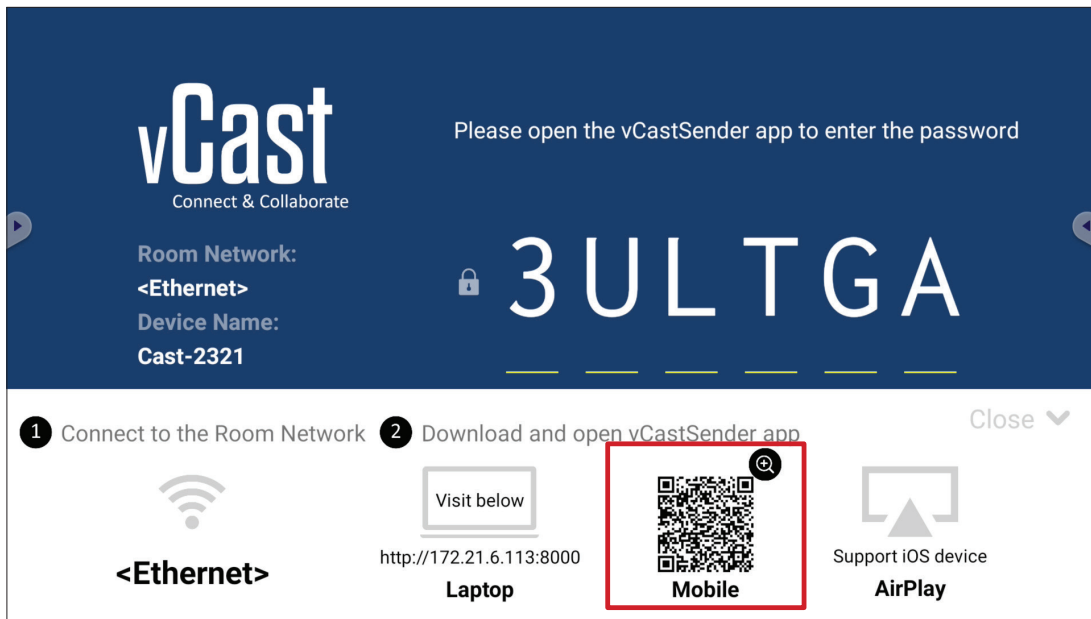 vCast
Connect & Collaborate
Please open the vCastSender app to enter the password
Room Network:
<Ethernet>
Device Name:
Cast-2321
3ULTGA
1 Connect to the Room Network
2 Download and open vCastSender app
Close
<Ethernet>
Visit below
http://172.21.6.113:8000
Laptop
Mobile
Support iOS device
AirPlay